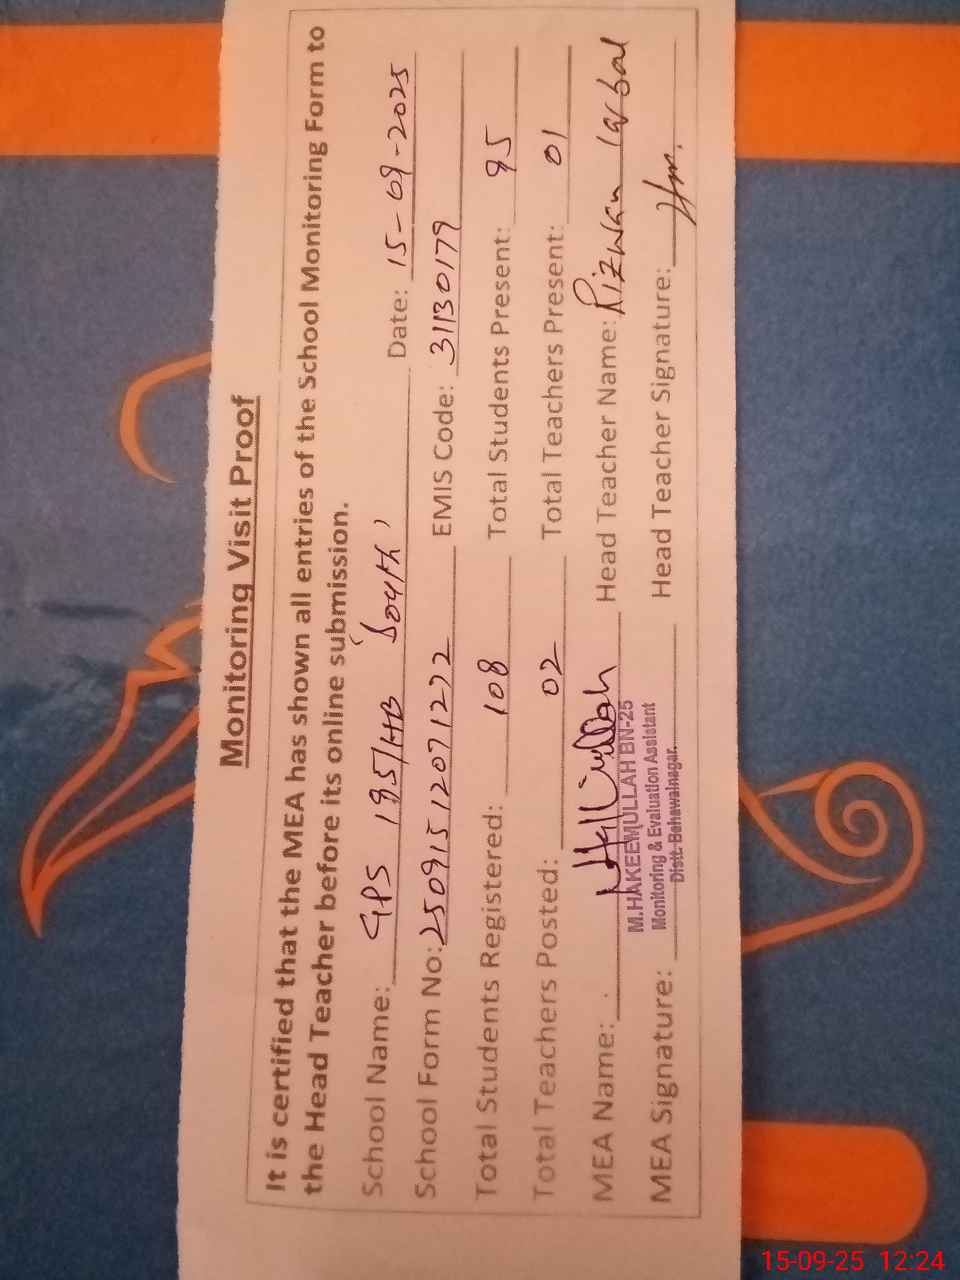 Monitoring Visit Proof
It is certified that the MEA has shown all entries of the School Monitoring Form to
the Head Teacher before its online submission.
School Name: GPS 195/HB South Date: 15-09-2025
School Form No: 25091512071272 EMIS Code: 31130179
Total Students Registered: 108 Total Students Present: 95
Total Teachers Posted: 02 Total Teachers Present: 01
MEA Name: Head Teacher Name: Rizwan Iqbal
M.HAKEEMULLAH BN-25
Monitoring & Evaluation Assistant
Distt-Bahawalnagar.
MEA Signature: Head Teacher Signature:
15-09-25 12:24